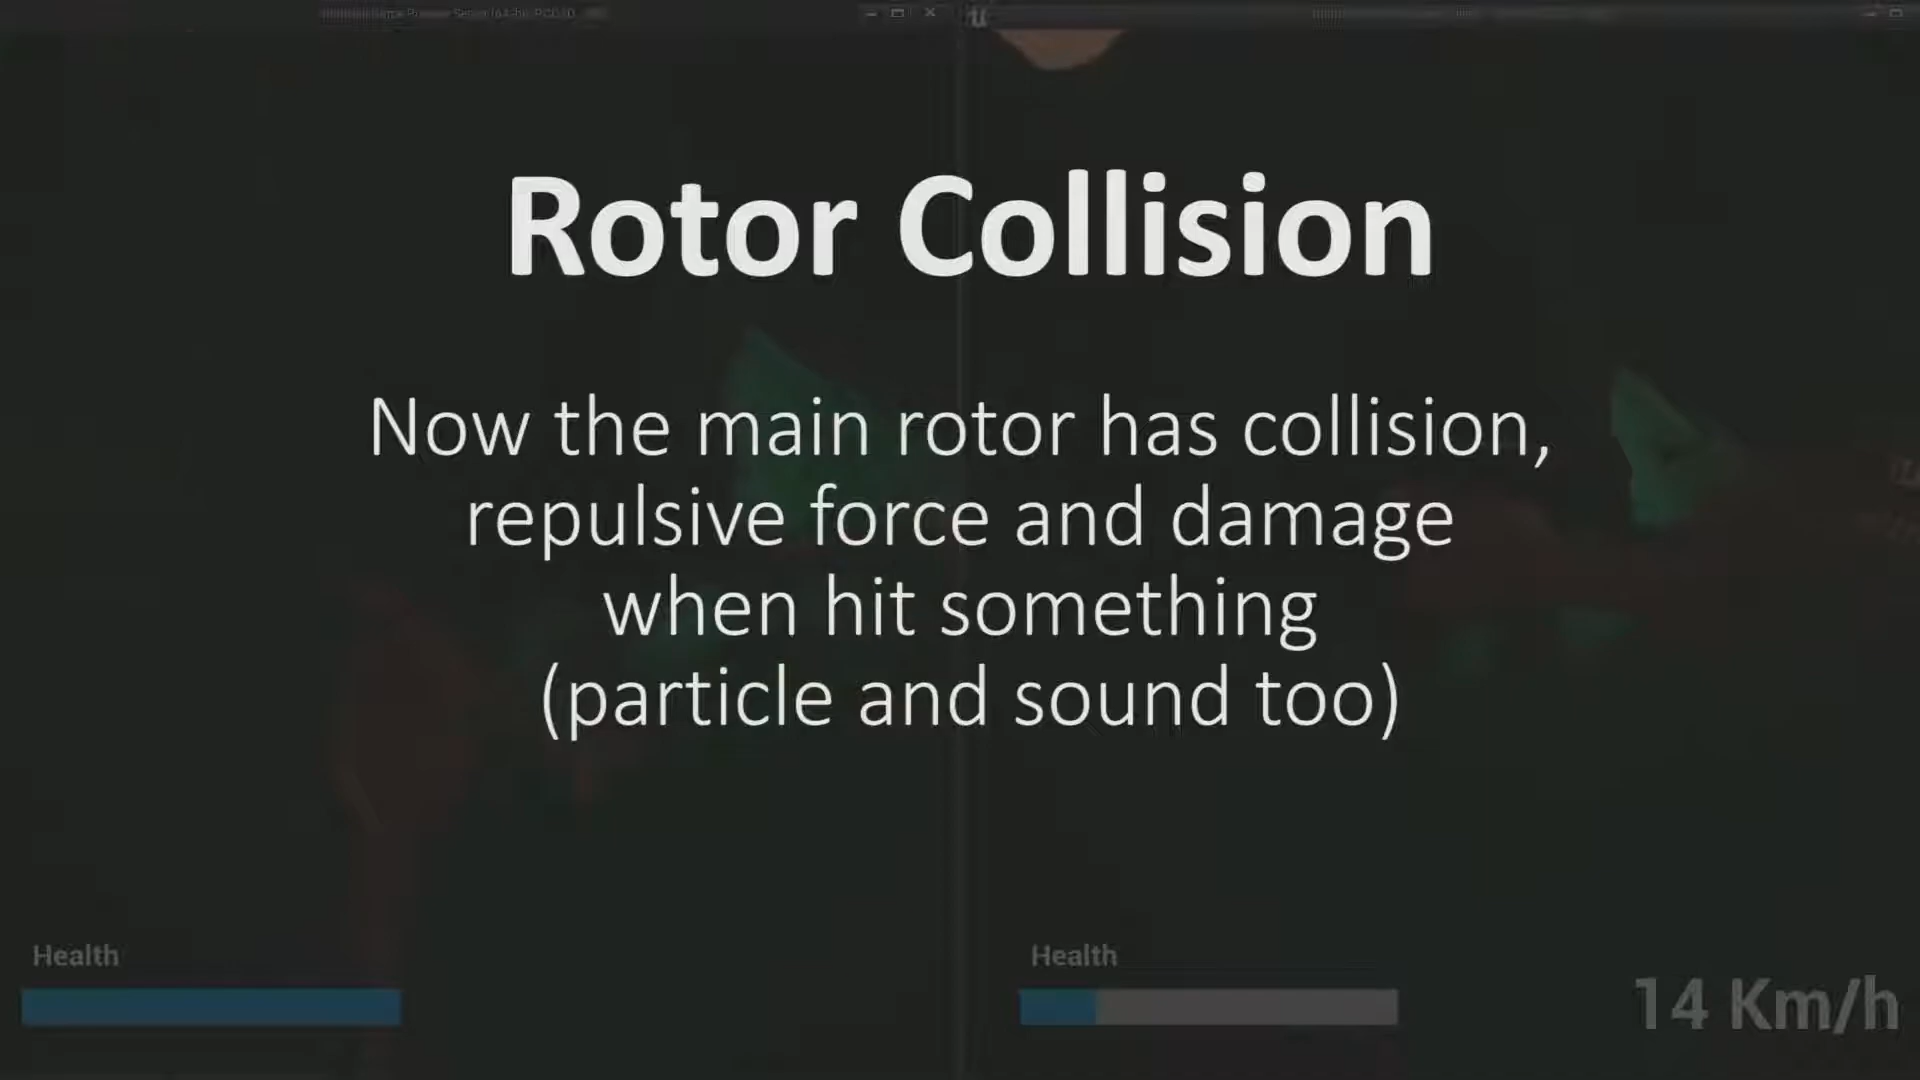 Rotor Collision
Now the main rotor has collision,
repulsive force and damage
when hit something
(particle and sound too)
Health
Health
14 Km/h